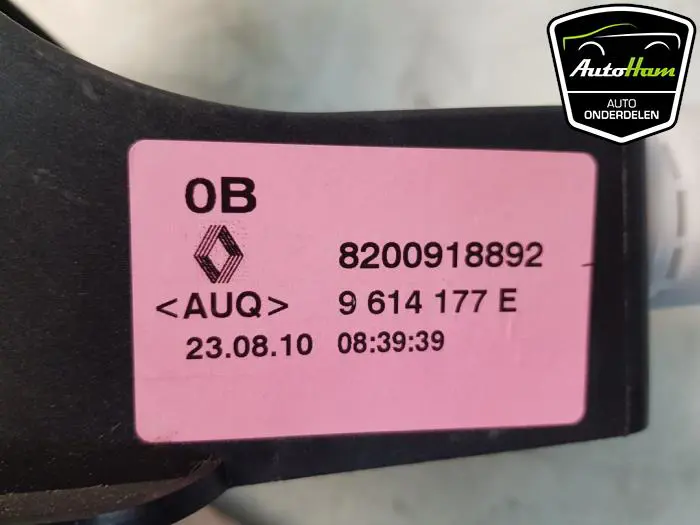 AutoHam
AUTO
ONDERDELEN
0B
8200918892
<AUQ> 9 614 177 E
23.08.10 08:39:39